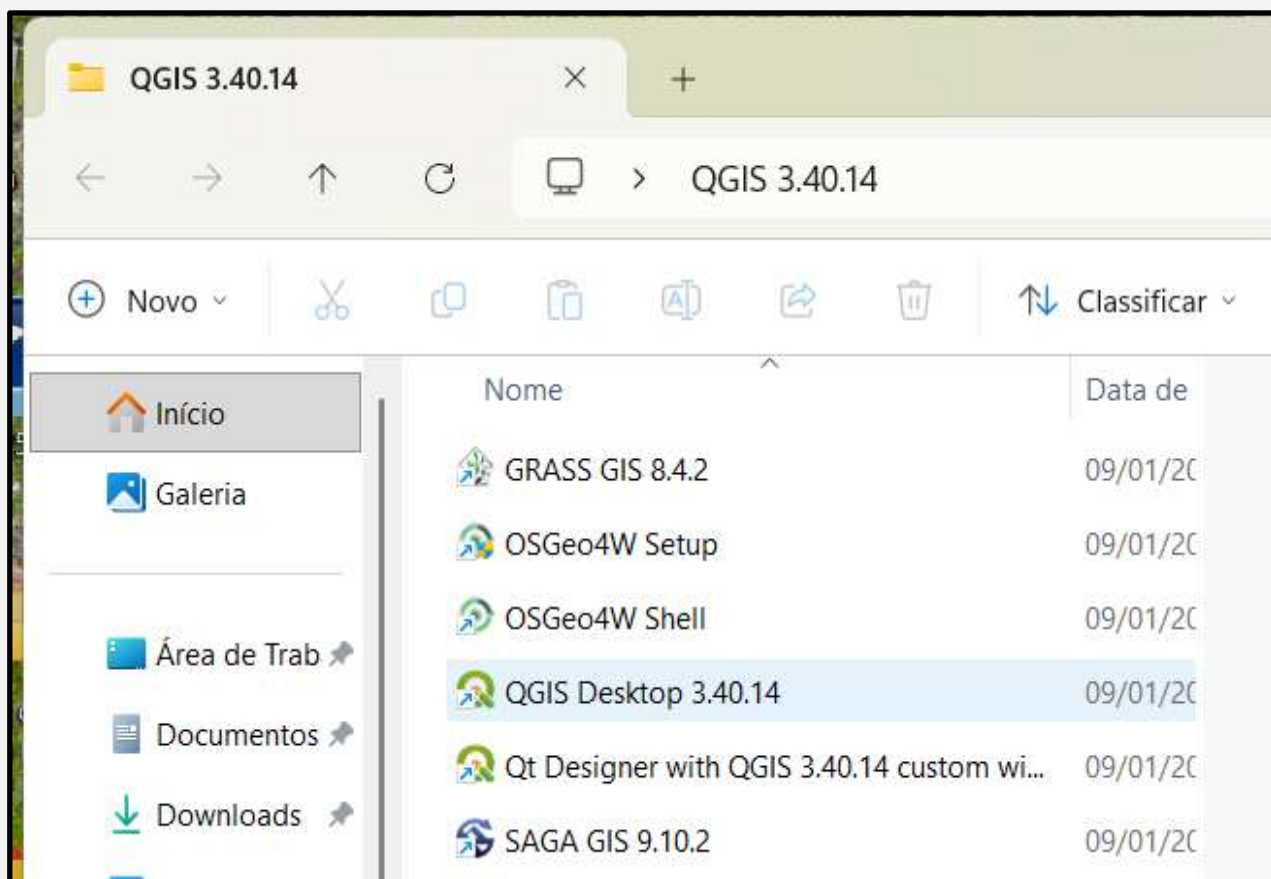 QGIS 3.40.14
QGIS 3.40.14
Novo
Classificar
Início
Galeria
Área de Trab
Documentos
Downloads
Nome Data de
GRASS GIS 8.4.2 09/01/20
OSGeo4W Setup 09/01/20
OSGeo4W Shell 09/01/20
QGIS Desktop 3.40.14 09/01/20
Qt Designer with QGIS 3.40.14 custom wi... 09/01/20
SAGA GIS 9.10.2 09/01/20